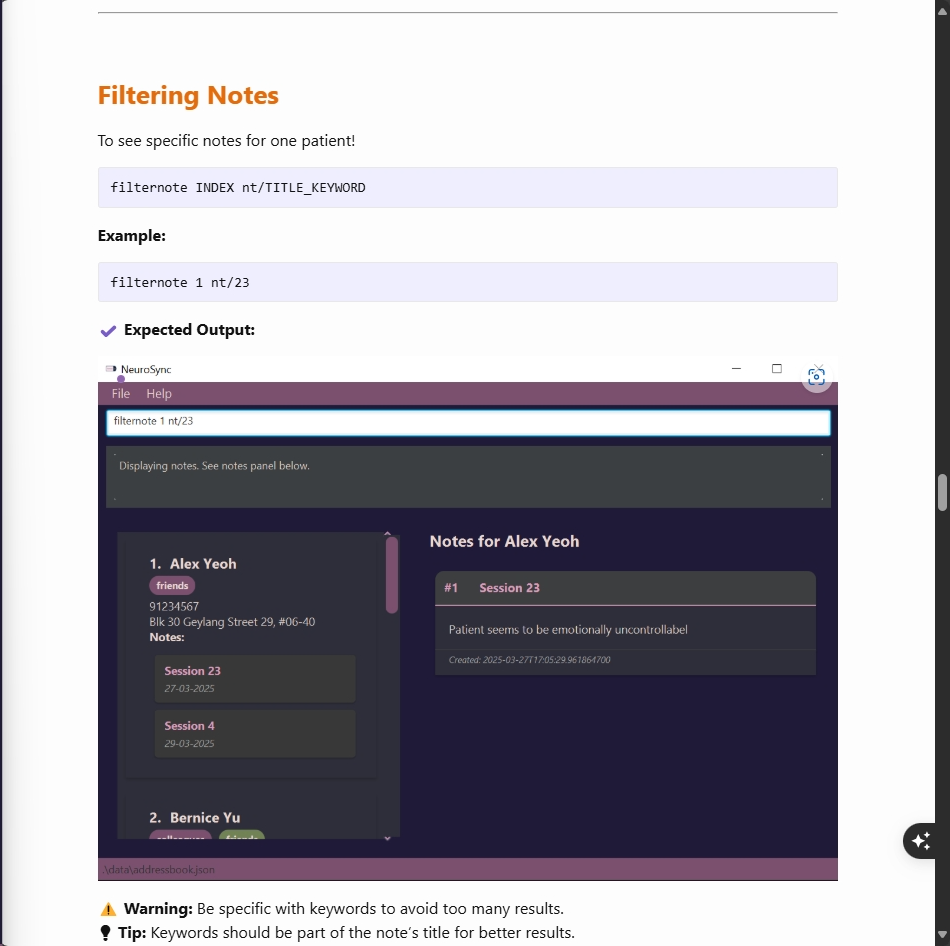 Filtering Notes
To see specific notes for one patient!
filternote INDEX nt/TITLE_KEYWORD
Example:
filternote 1 nt/23
Expected Output:
NeuroSync
File Help
filternote 1 nt/23
Displaying notes. See notes panel below.
1. Alex Yeoh
friends
91234567
Blk 30 Geylang Street 29, #06-40
Notes:
Session 23
27-03-2025
Session 4
29-03-2025
2. Bernice Yu
colleagues friends
Notes for Alex Yeoh
#1 Session 23
Patient seems to be emotionally uncontrollabel
Created: 2025-03-27T17:05:29.961864700
.\data\addressbook.json
Warning: Be specific with keywords to avoid too many results.
Tip: Keywords should be part of the note’s title for better results.